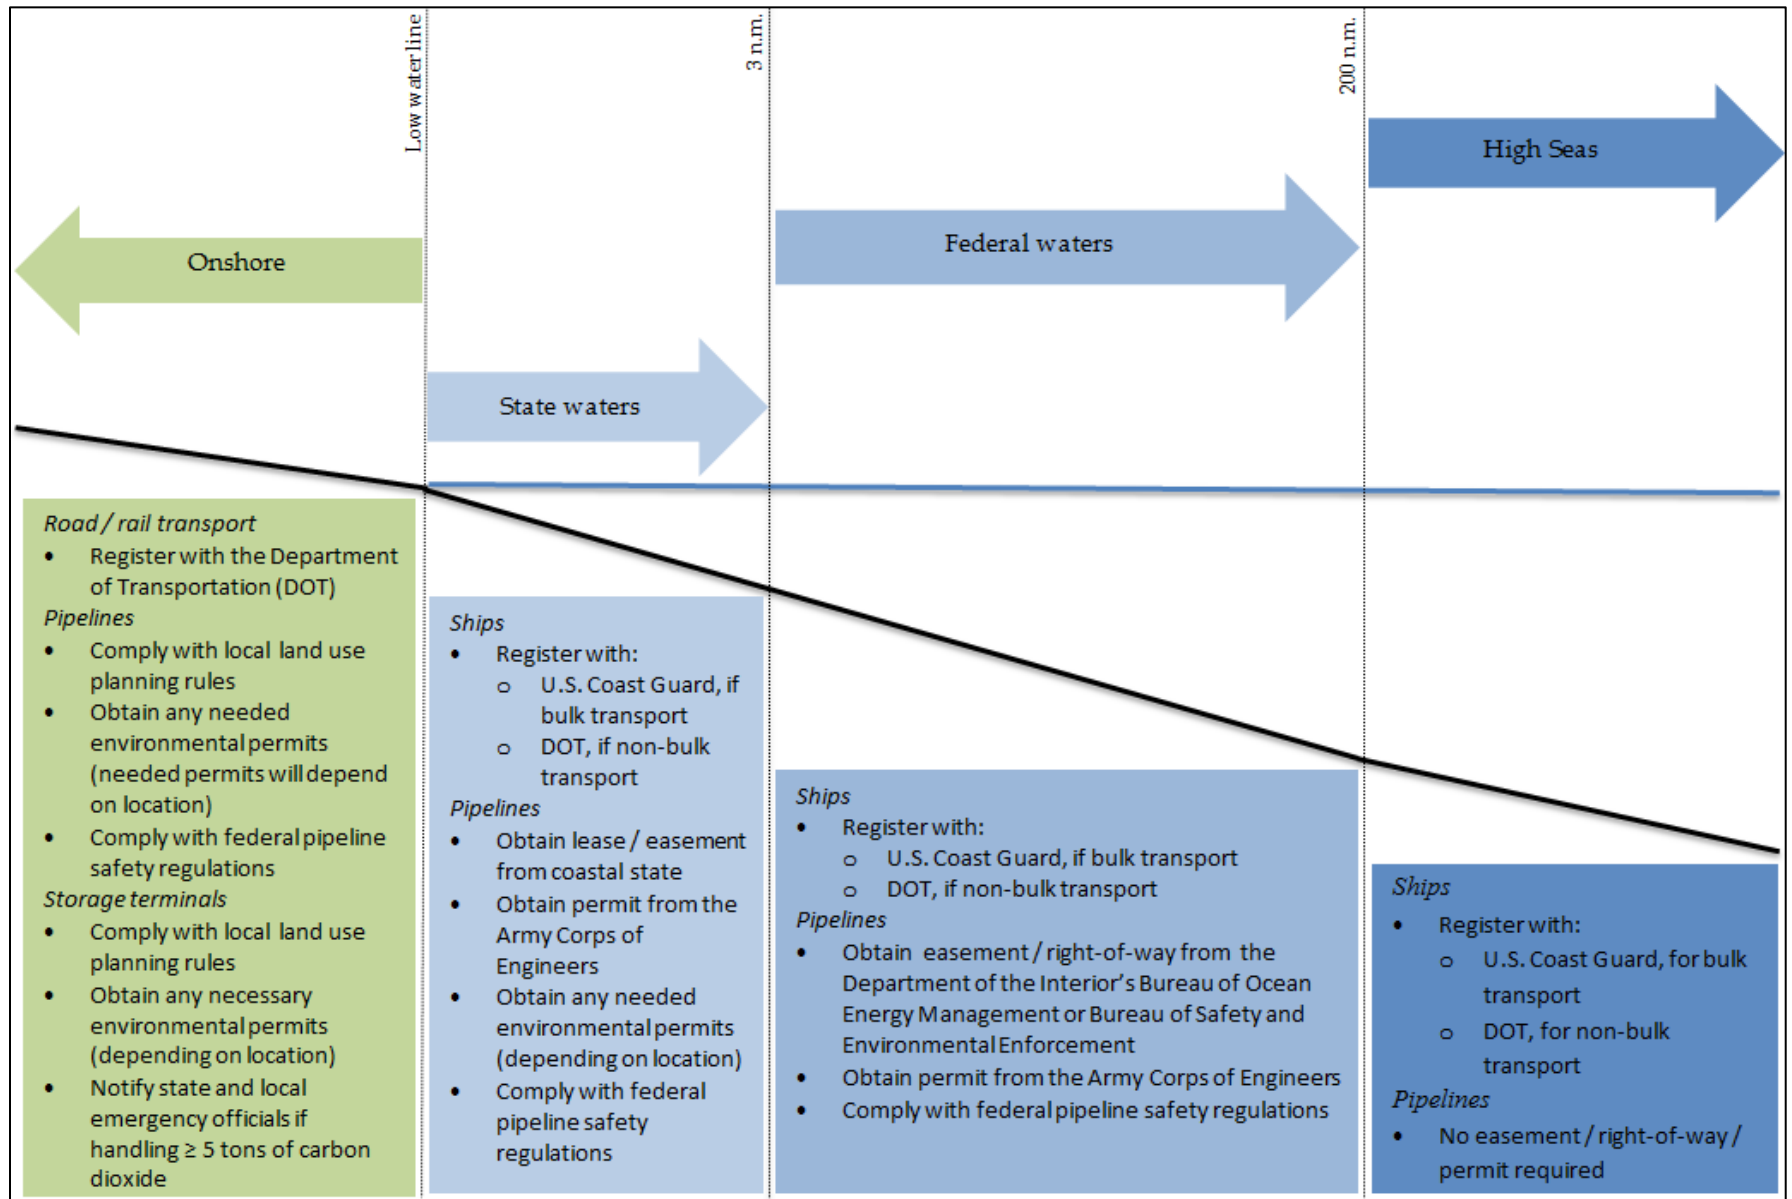 Low water line
3 n.m.
200 n.m.
High Seas
Federal waters
Onshore
State waters
Road / rail transport
• Register with the Department
of Transportation (DOT)
Pipelines
• Comply with local land use
planning rules
• Obtain any needed
environmental permits
(needed permits will depend
on location)
• Comply with federal pipeline
safety regulations
Storage terminals
• Comply with local land use
planning rules
• Obtain any necessary
environmental permits
(depending on location)
• Notify state and local
emergency officials if
handling ≥ 5 tons of carbon
dioxide
Ships
• Register with:
o U.S. Coast Guard, if
bulk transport
o DOT, if non-bulk
transport
Pipelines
• Obtain lease / easement
from coastal state
• Obtain permit from the
Army Corps of
Engineers
• Obtain any needed
environmental permits
(depending on location)
• Comply with federal
pipeline safety
regulations
Ships
• Register with:
o U.S. Coast Guard, if bulk transport
o DOT, if non-bulk transport
Pipelines
• Obtain easement / right-of-way from the
Department of the Interior's Bureau of Ocean
Energy Management or Bureau of Safety and
Environmental Enforcement
• Obtain permit from the Army Corps of Engineers
• Comply with federal pipeline safety regulations
Ships
• Register with:
o U.S. Coast Guard, for bulk
transport
o DOT, for non-bulk
transport
Pipelines
• No easement / right-of-way /
permit required